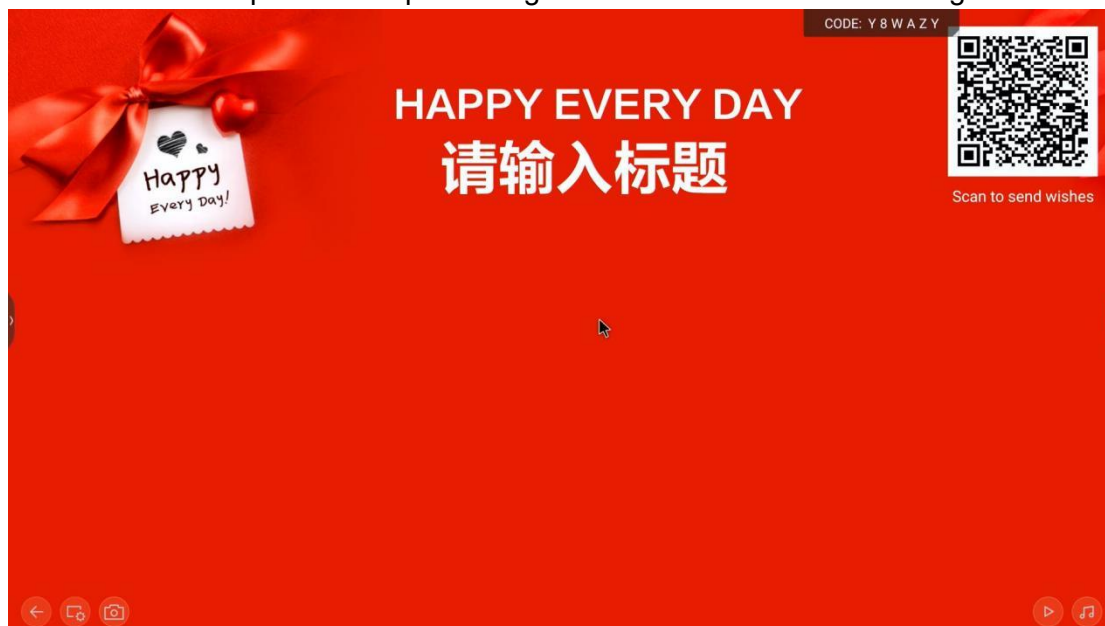 CODE: Y 8 W A Z Y
HAPPY EVERY DAY
请输入标题
Happy
Every Day!
Scan to send wishes